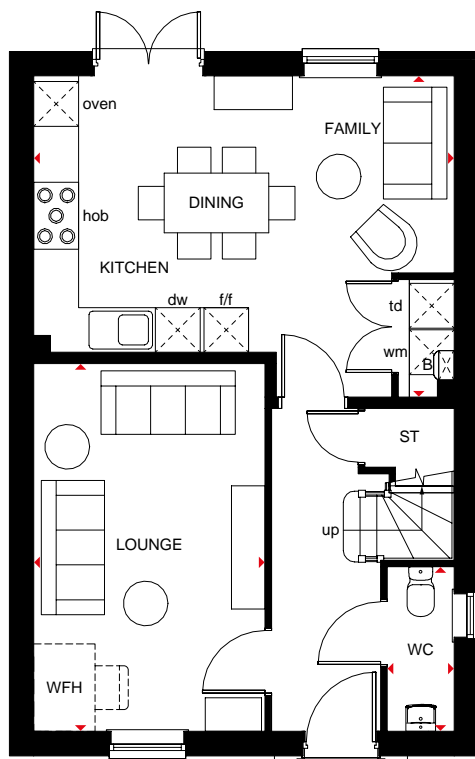 oven
FAMILY
DINING
hob
KITCHEN
dw f/f
td
wm
B
ST
up
LOUNGE
WC
WFH